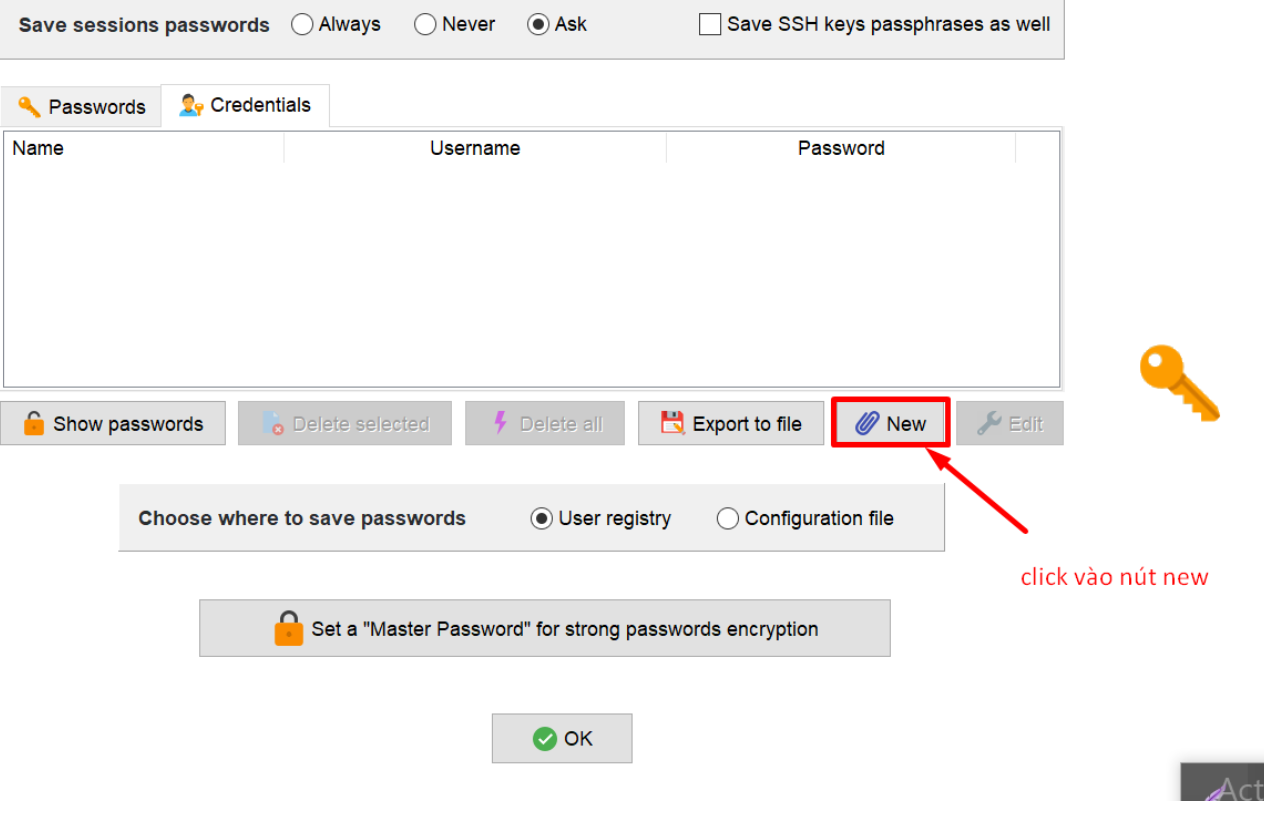 Save sessions passwords Always Never Ask Save SSH keys passphrases as well
Passwords Credentials
Name Username Password
Show passwords Delete selected Delete all Export to file New Edit
Choose where to save passwords User registry Configuration file
click vào nút new
Set a "Master Password" for strong passwords encryption
OK